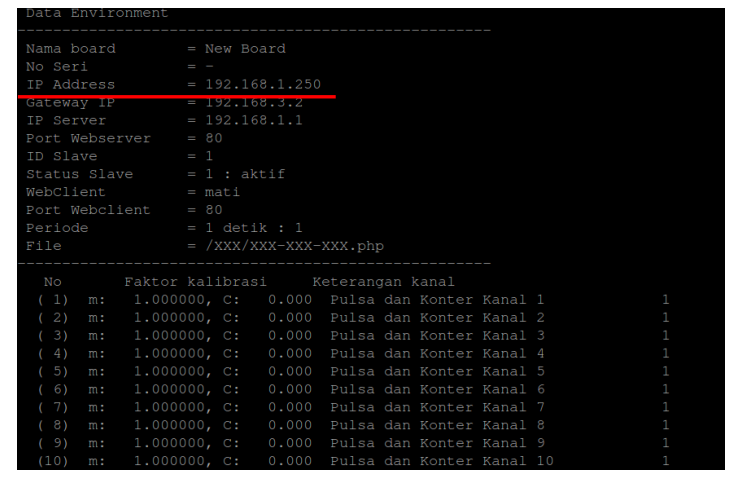 Data Environment
-----------------------------------------------------
Nama board = New Board
No Seri = -
IP Address = 192.168.1.250
Gateway IP = 192.168.3.2
IP Server = 192.168.1.1
Port Webserver = 80
ID Slave = 1
Status Slave = 1 : aktif
WebClient = mati
Port Webclient = 80
Periode = 1 detik : 1
File = /XXX/XXX-XXX-XXX.php
-----------------------------------------------------
No Faktor kalibrasi Keterangan kanal
( 1) m: 1.000000, C: 0.000 Pulsa dan Konter Kanal 1 1
( 2) m: 1.000000, C: 0.000 Pulsa dan Konter Kanal 2 1
( 3) m: 1.000000, C: 0.000 Pulsa dan Konter Kanal 3 1
( 4) m: 1.000000, C: 0.000 Pulsa dan Konter Kanal 4 1
( 5) m: 1.000000, C: 0.000 Pulsa dan Konter Kanal 5 1
( 6) m: 1.000000, C: 0.000 Pulsa dan Konter Kanal 6 1
( 7) m: 1.000000, C: 0.000 Pulsa dan Konter Kanal 7 1
( 8) m: 1.000000, C: 0.000 Pulsa dan Konter Kanal 8 1
( 9) m: 1.000000, C: 0.000 Pulsa dan Konter Kanal 9 1
(10) m: 1.000000, C: 0.000 Pulsa dan Konter Kanal 10 1